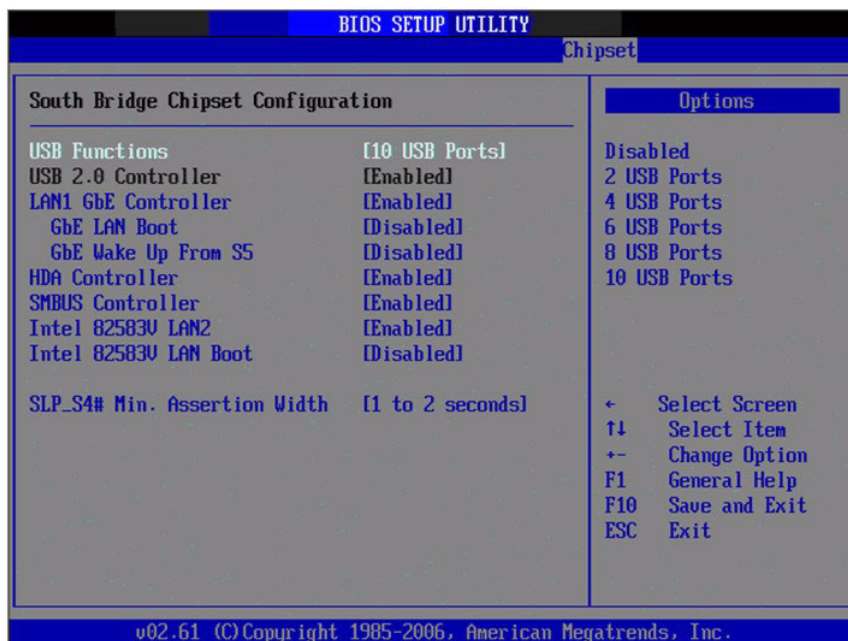 BIOS SETUP UTILITY
Chipset
South Bridge Chipset Configuration
USB Functions [10 USB Ports]
USB 2.0 Controller [Enabled]
LAN1 GbE Controller [Enabled]
GbE LAN Boot [Disabled]
GbE Wake Up From S5 [Disabled]
HDA Controller [Enabled]
SMBUS Controller [Enabled]
Intel 82583V LAN2 [Enabled]
Intel 82583V LAN Boot [Disabled]
SLP_S4# Min. Assertion Width [1 to 2 seconds]
Options
Disabled
2 USB Ports
4 USB Ports
6 USB Ports
8 USB Ports
10 USB Ports
← Select Screen
↑↓ Select Item
+- Change Option
F1 General Help
F10 Save and Exit
ESC Exit
v02.61 (C)Copyright 1985-2006, American Megatrends, Inc.